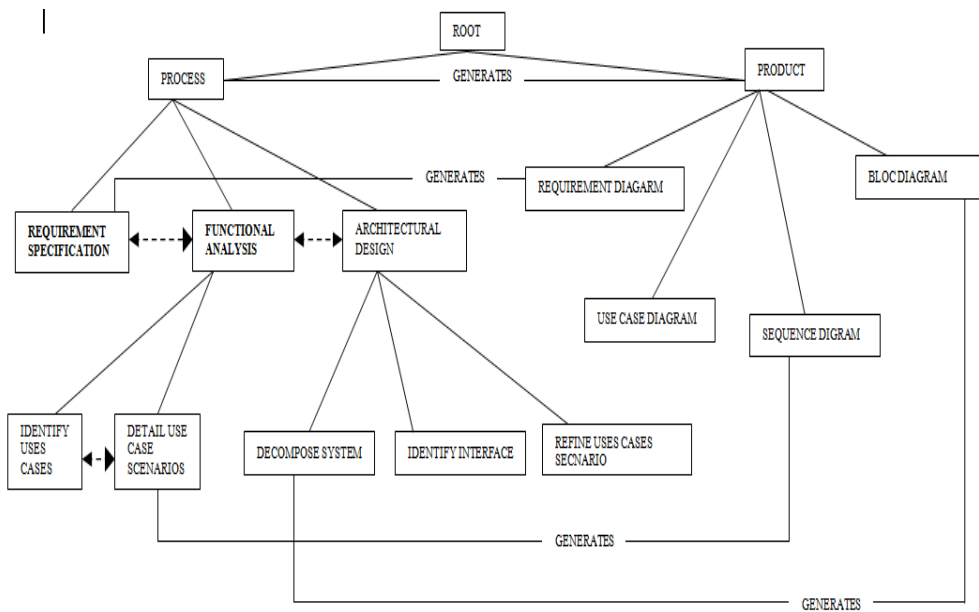 ROOT
PROCESS
GENERATES
PRODUCT
GENERATES
REQUIREMENT DIAGARM
BLOC DIAGRAM
REQUIREMENT
SPECIFICATION
FUNCTIONAL
ANALYSIS
ARCHITECTURAL
DESIGN
USE CASE DIAGRAM
SEQUENCE DIGRAM
IDENTIFY
USES
CASES
DETAIL USE
CASE
SCENARIOS
DECOMPOSE SYSTEM
IDENTIFY INTERFACE
REFINE USES CASES
SECNARIO
GENERATES
GENERATES